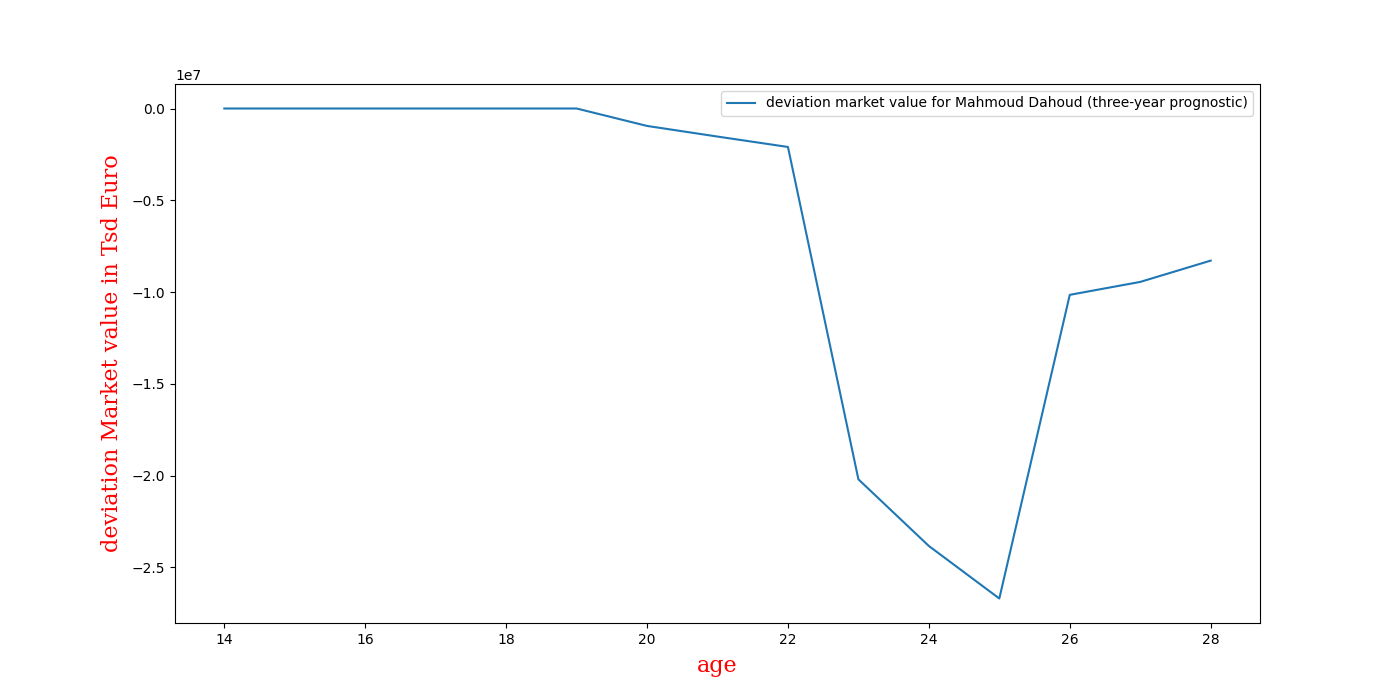 1e7
deviation market value for Mahmoud Dahoud (three-year prognostic)
0.0
−0.5
−1.0
−1.5
−2.0
−2.5
deviation Market value in Tsd Euro
14 16 18 20 22 24 26 28
age